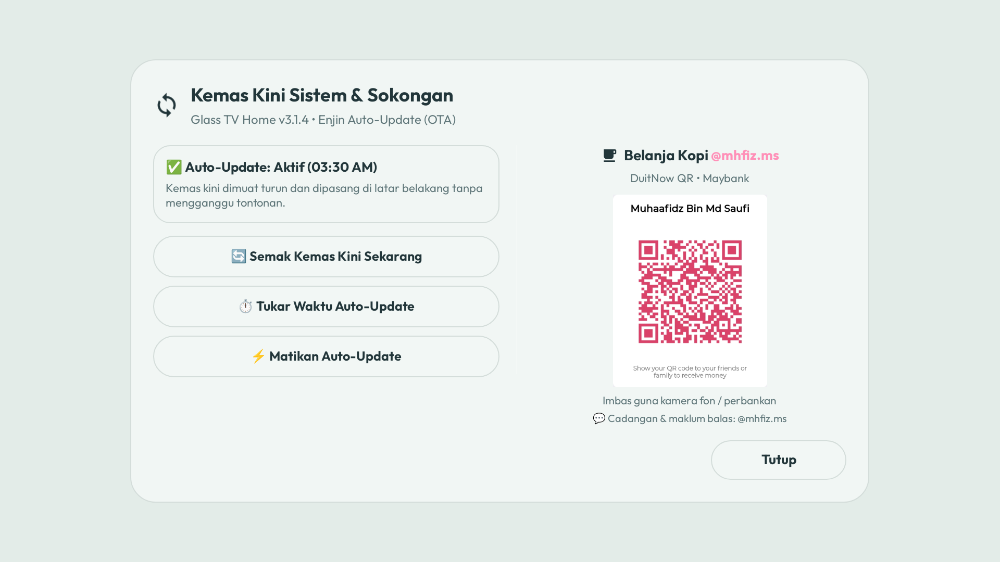 Kemas Kini Sistem & Sokongan
Glass TV Home v3.1.4 • Enjin Auto-Update (OTA)
✅ Auto-Update: Aktif (03:30 AM)
Kemas kini dimuat turun dan dipasang di latar belakang tanpa
mengganggu tontonan.
🔄 Semak Kemas Kini Sekarang
⏱️ Tukar Waktu Auto-Update
⚡ Matikan Auto-Update
Belanja Kopi @mhfiz.ms
DuitNow QR • Maybank
Muhaafidz Bin Md Saufi
Show your QR code to your friends or
family to receive money
Imbas guna kamera fon / perbankan
💬 Cadangan & maklum balas: @mhfiz.ms
Tutup